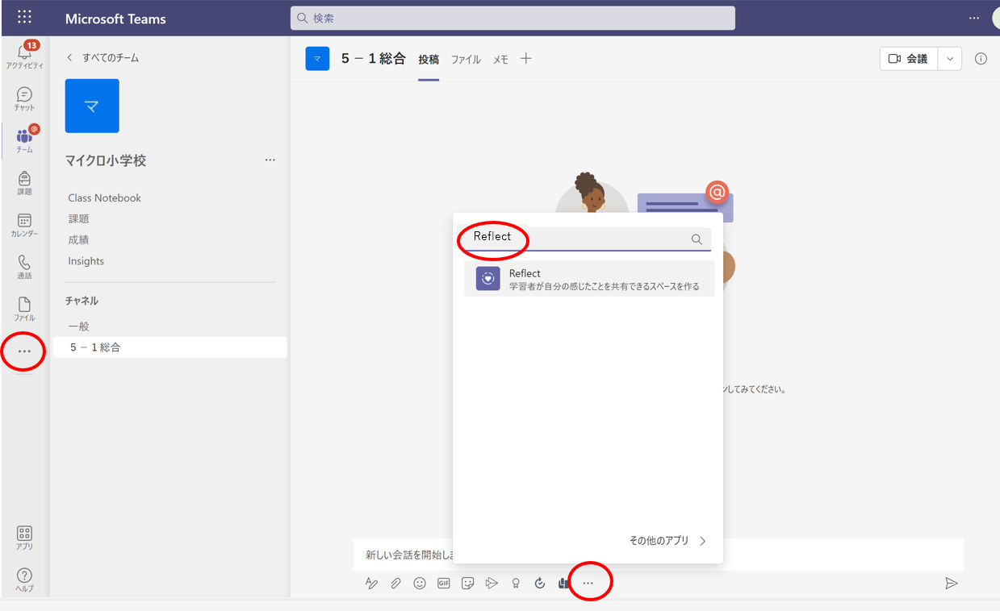 Microsoft Teams
検索
13
アクティビティ
チャット
@
チーム
課題
カレンダー
通話
ファイル
アプリ
ヘルプ
すべてのチーム
マ
マイクロ小学校
Class Notebook
課題
成績
Insights
チャネル
一般
５－１総合
マ
５－１総合
投稿
ファイル
メモ
会議
@
Reflect
Reflect
学習者が自分の感じたことを共有できるスペースを作る
ンしてみてください。
その他のアプリ
新しい会話を開始しま
GIF